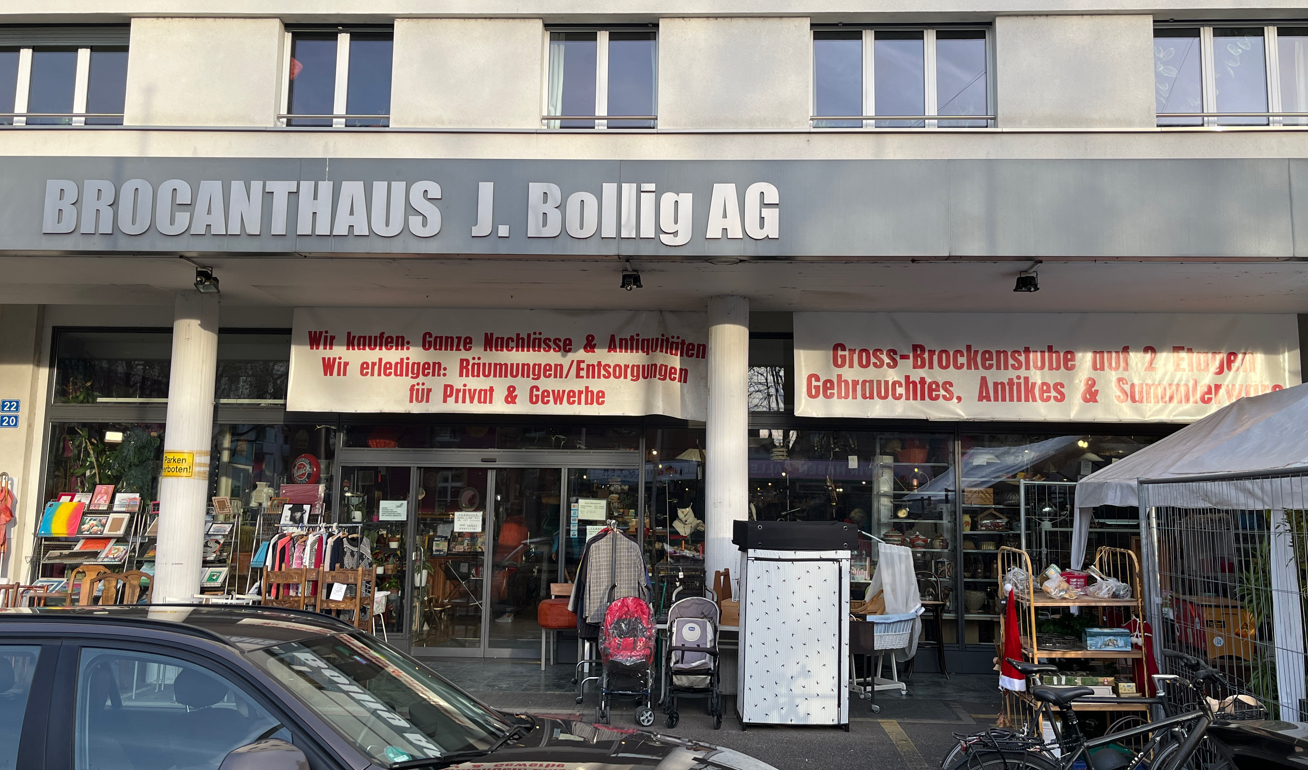 BROCANTHAUS J. Bollig AG
Wir kaufen: Ganze Nachlässe & Antiquitäten
Wir erledigen: Räumungen/Entsorgungen
für Privat & Gewerbe
Gross-Brockenstube auf 2 Etagen
Gebrauchtes, Antikes & Sammlerware
22
20
Parken
verboten!